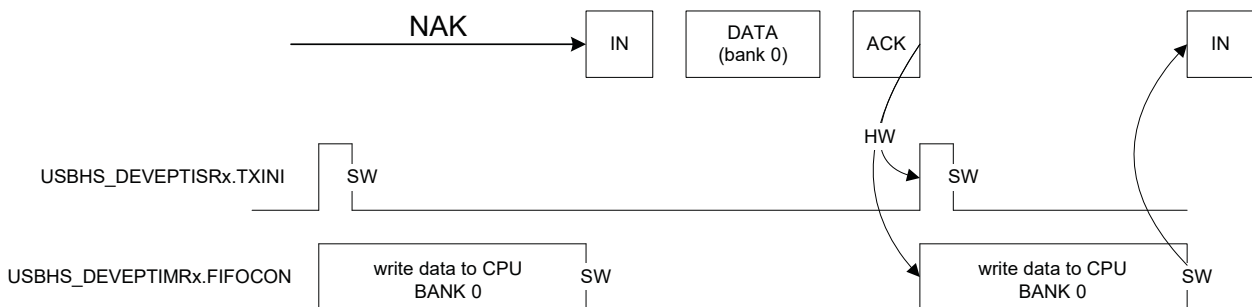 NAK
IN
DATA
(bank 0)
ACK
IN
HW
USBHS_DEVEPTISRx.TXINI
SW
SW
USBHS_DEVEPTIMRx.FIFOCON
write data to CPU
BANK 0
SW
write data to CPU
BANK 0
SW